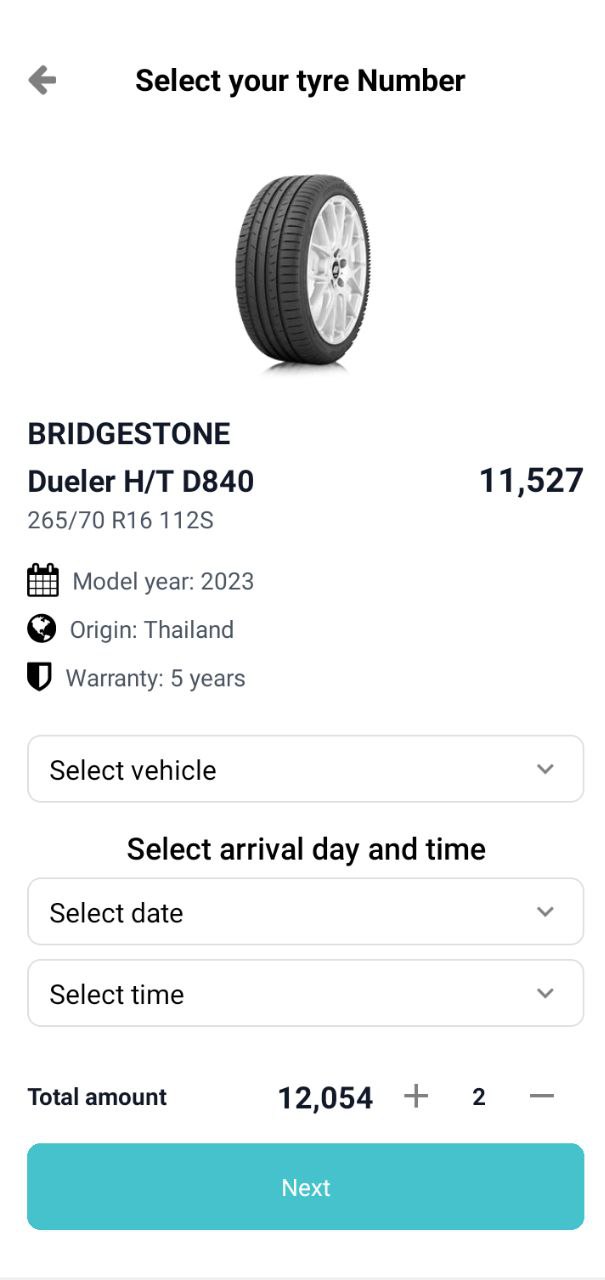 Select your tyre Number
BRIDGESTONE
Dueler H/T D840
11,527
265/70 R16 112S
Model year: 2023
Origin: Thailand
Warranty: 5 years
Select vehicle
Select arrival day and time
Select date
Select time
Total amount 12,054 + 2 −
Next